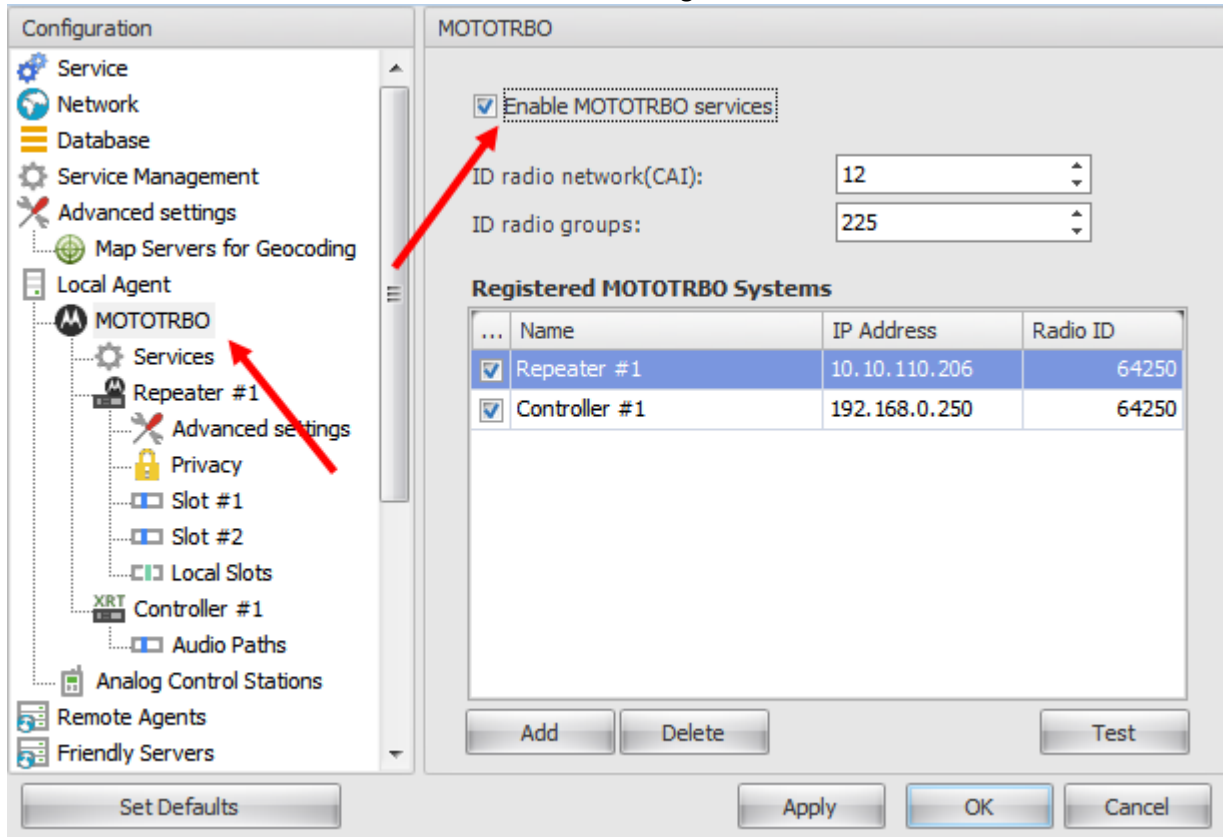 Configuration
Service
Network
Database
Service Management
Advanced settings
Map Servers for Geocoding
Local Agent
MOTOTRBO
Services
Repeater #1
Advanced settings
Privacy
Slot #1
Slot #2
Local Slots
XRT Controller #1
Audio Paths
Analog Control Stations
Remote Agents
Friendly Servers
Set Defaults
MOTOTRBO
Enable MOTOTRBO services
ID radio network(CAI): 12
ID radio groups: 225
Registered MOTOTRBO Systems
... Name IP Address Radio ID
Repeater #1 10.10.110.206 64250
Controller #1 192.168.0.250 64250
Add Delete Test
Apply OK Cancel